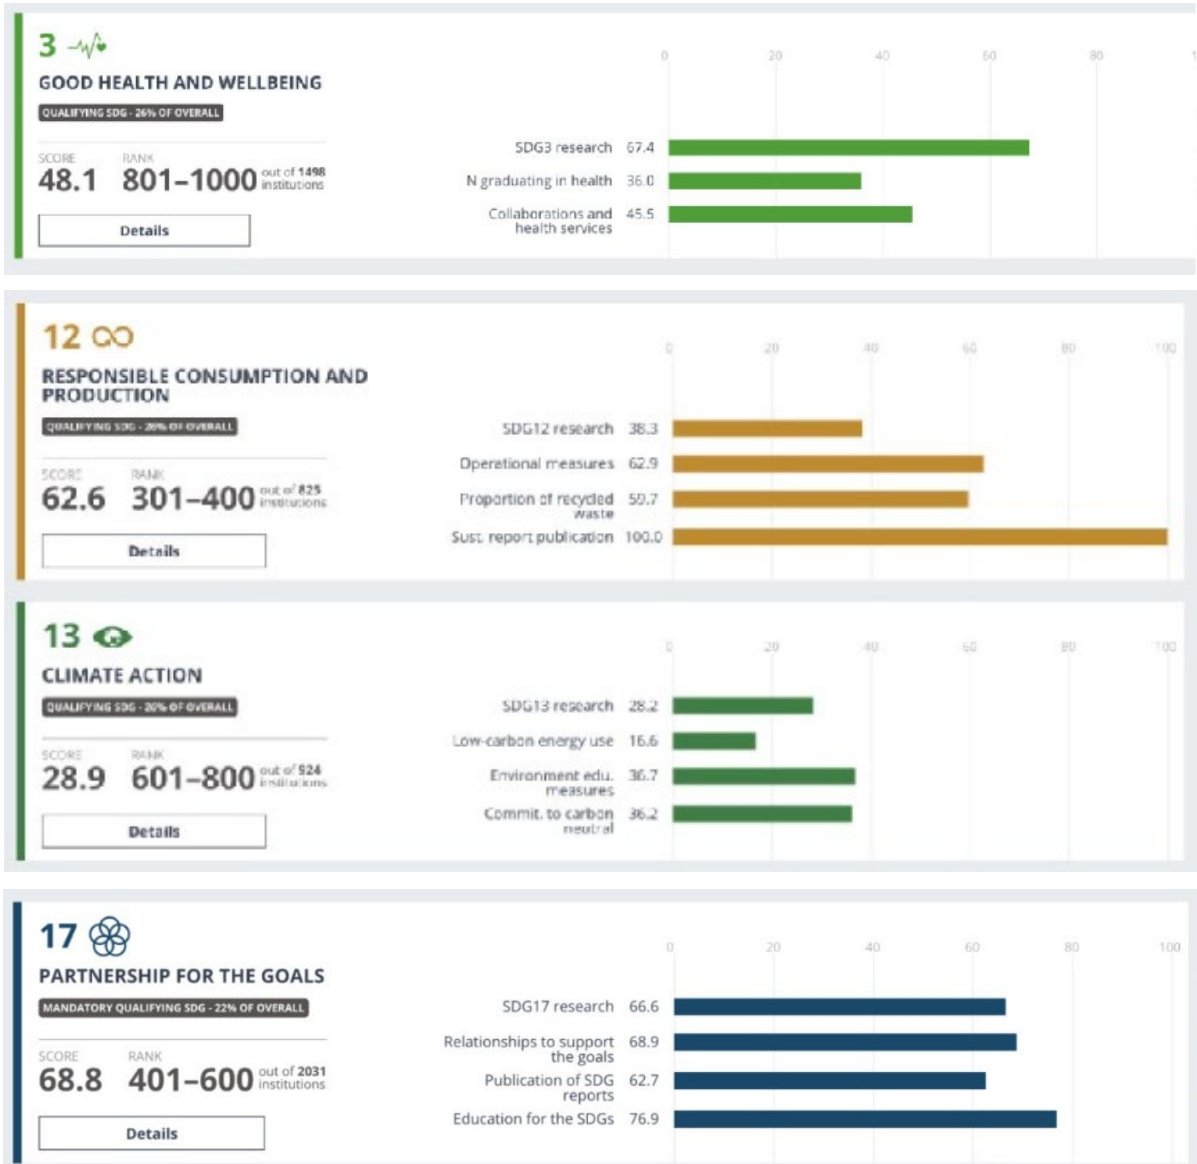 3
GOOD HEALTH AND WELLBEING
QUALIFYING SDG - 26% OF OVERALL
SCORE RANK
48.1 801–1000 out of 1498 institutions
Details
0 20 40 60 80 1
SDG3 research 67.4
N graduating in health 36.0
Collaborations and 45.5
health services
12
RESPONSIBLE CONSUMPTION AND
PRODUCTION
QUALIFYING SDG - 26% OF OVERALL
SCORE RANK
62.6 301–400 out of 825 institutions
Details
0 20 40 60 80 100
SDG12 research 38.3
Operational measures 62.9
Proportion of recycled 59.7
waste
Sust. report publication 100.0
13
CLIMATE ACTION
QUALIFYING SDG - 26% OF OVERALL
SCORE RANK
28.9 601–800 out of 924 institutions
Details
0 20 40 60 80 100
SDG13 research 28.2
Low-carbon energy use 16.6
Environment edu. 36.7
measures
Commit. to carbon 36.2
neutral
17
PARTNERSHIP FOR THE GOALS
MANDATORY QUALIFYING SDG - 22% OF OVERALL
SCORE RANK
68.8 401–600 out of 2031 institutions
Details
0 20 40 60 80 100
SDG17 research 66.6
Relationships to support 68.9
the goals
Publication of SDG 62.7
reports
Education for the SDGs 76.9